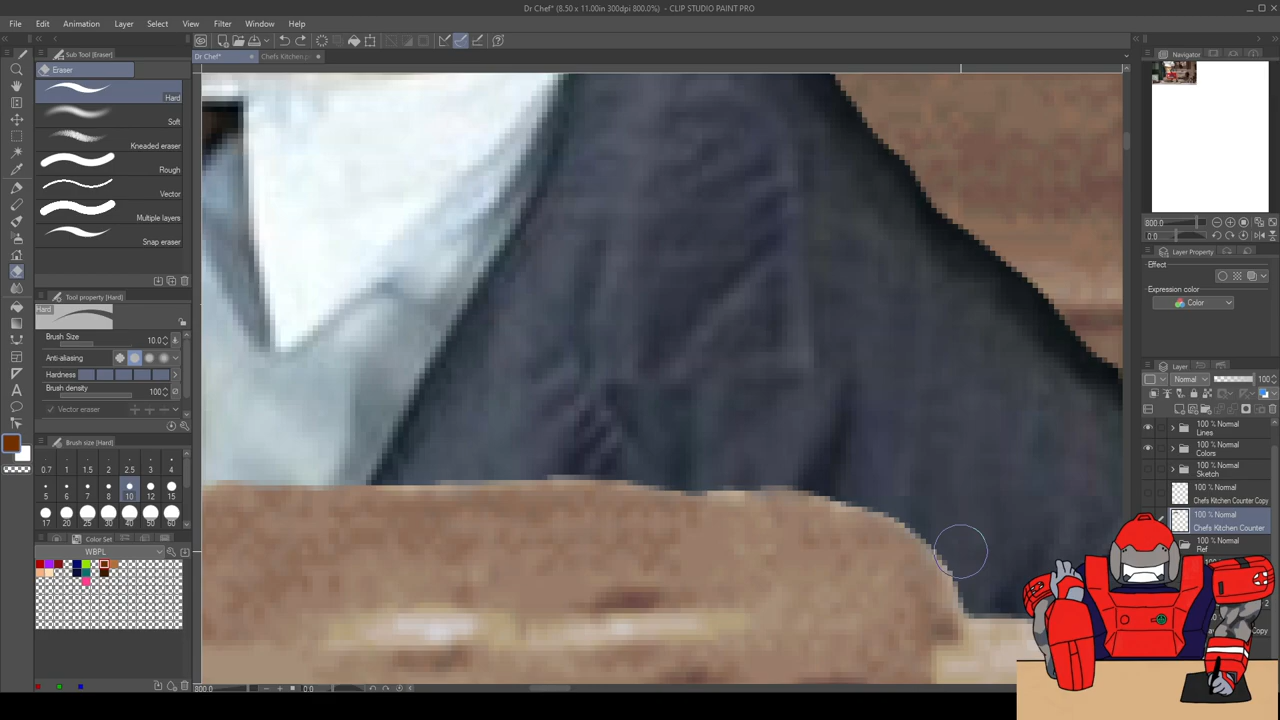 Dr Chef* (8.50 x 11.00in 300dpi 800.0%) - CLIP STUDIO PAINT PRO
File Edit Animation Layer Select View Filter Window Help
Sub Tool [Eraser]
Dr Chef*
Chefs Kitchen
Navigator
Eraser
Hard
Soft
Kneaded eraser
Rough
Vector
Multiple layers
Snap eraser
800.0
0.0
Layer Property
Effect
Expression color
Color
Tool property [Hard]
Hard
Brush Size 10.0
Anti-aliasing
Hardness
Brush density 100
Vector eraser
Layer
Normal 100
100 % Normal
Lines
100 % Normal
Colors
100 % Normal
Sketch
100 % Normal
Chefs Kitchen Counter Copy
100 % Normal
Chefs Kitchen Counter
100 % Normal
Ref
Brush size [Hard]
0.7 1 1.5 2 2.5 3 4
5 6 7 8 10 12 15
17 20 25 30 40 50 60
Color Set
WBPL
800.0
0.0